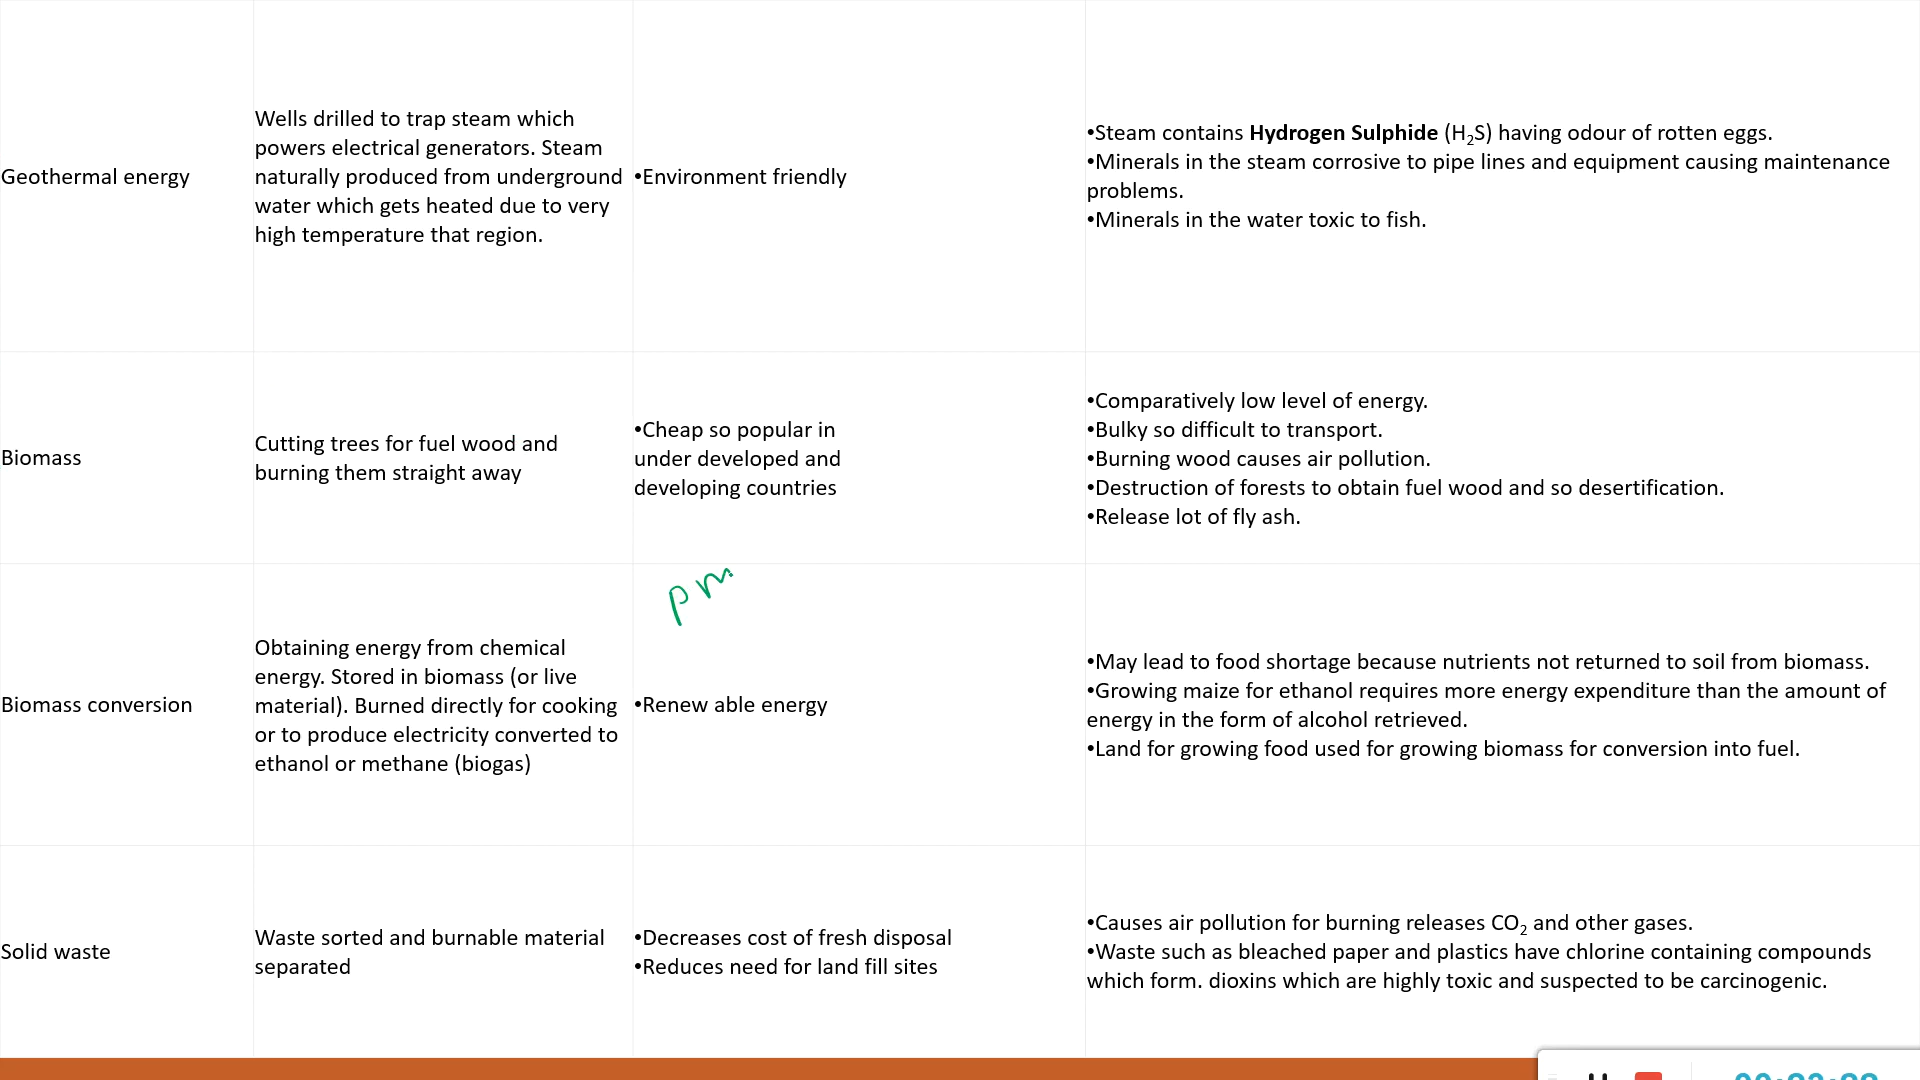 Geothermal energy
Wells drilled to trap steam which
powers electrical generators. Steam
naturally produced from underground
water which gets heated due to very
high temperature that region.
•Environment friendly
•Steam contains Hydrogen Sulphide (H₂S) having odour of rotten eggs.
•Minerals in the steam corrosive to pipe lines and equipment causing maintenance
problems.
•Minerals in the water toxic to fish.
Biomass
Cutting trees for fuel wood and
burning them straight away
•Cheap so popular in
under developed and
developing countries
•Comparatively low level of energy.
•Bulky so difficult to transport.
•Burning wood causes air pollution.
•Destruction of forests to obtain fuel wood and so desertification.
•Release lot of fly ash.
Biomass conversion
Obtaining energy from chemical
energy. Stored in biomass (or live
material). Burned directly for cooking
or to produce electricity converted to
ethanol or methane (biogas)
pm
•Renew able energy
•May lead to food shortage because nutrients not returned to soil from biomass.
•Growing maize for ethanol requires more energy expenditure than the amount of
energy in the form of alcohol retrieved.
•Land for growing food used for growing biomass for conversion into fuel.
Solid waste
Waste sorted and burnable material
separated
•Decreases cost of fresh disposal
•Reduces need for land fill sites
•Causes air pollution for burning releases CO₂ and other gases.
•Waste such as bleached paper and plastics have chlorine containing compounds
which form. dioxins which are highly toxic and suspected to be carcinogenic.